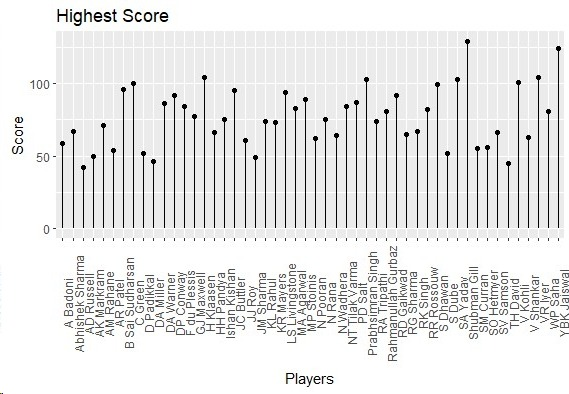 Highest Score
Score
100
50
0
A Badoni
Abhishek Sharma
AD Russell
AK Markram
AM Rahane
AR Patel
B Sai Sudharsan
C Green
D Padikkal
DA Miller
DA Warner
DP Conway
F du Plessis
GJ Maxwell
H Klaasen
HH Pandya
Ishan Kishan
JC Buttler
JJ Roy
JM Sharma
KL Rahul
KR Mayers
LS Livingstone
MA Agarwal
MP Stoinis
N Pooran
N Rana
N Wadhera
NT Tilak Varma
PD Salt
Prabhsimran Singh
RA Tripathi
Rahmanullah Gurbaz
RD Gaikwad
RG Sharma
RK Singh
RR Rossouw
S Dhawan
S Dube
SA Yadav
Shubman Gill
SM Curran
SO Hetmyer
SV Samson
TH David
V Kohli
V Shankar
VR Iyer
WP Saha
YBK Jaiswal
Players